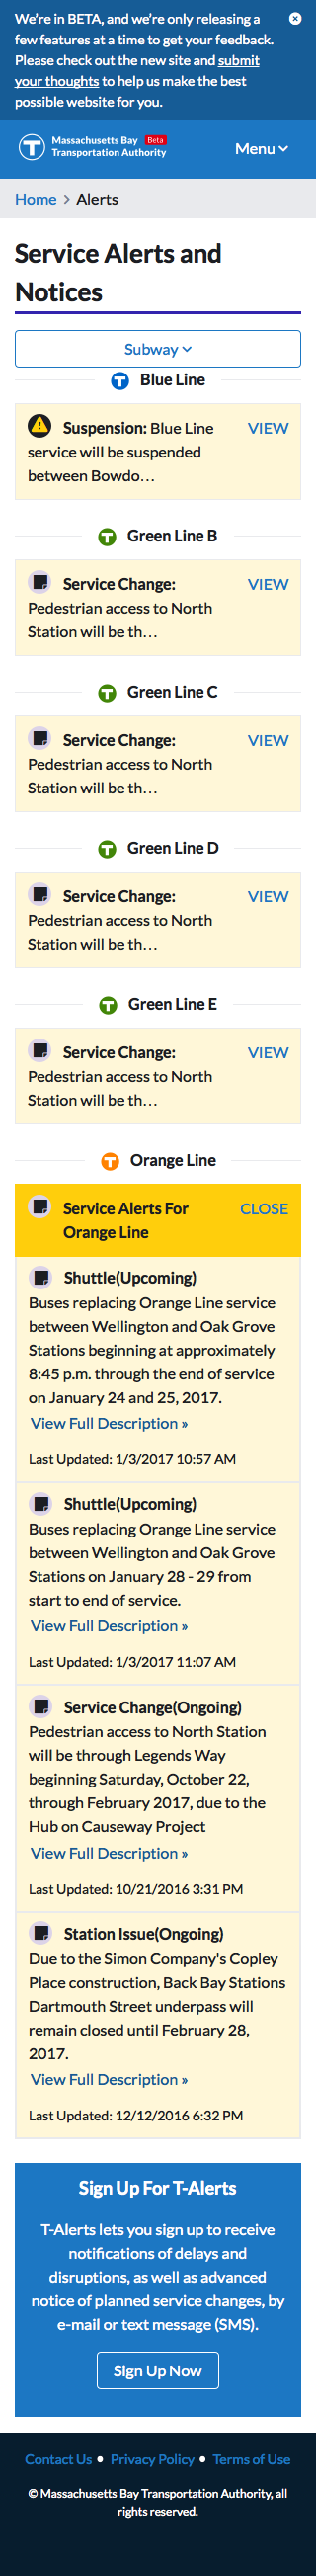 We're in BETA, and we're only releasing a
few features at a time to get your feedback.
Please check out the new site and submit
your thoughts to help us make the best
possible website for you.
T Massachusetts Bay Beta
Transportation Authority
Menu
Home > Alerts
Service Alerts and
Notices
Subway
T Blue Line
Suspension: Blue Line VIEW
service will be suspended
between Bowdo…
T Green Line B
Service Change: VIEW
Pedestrian access to North
Station will be th…
T Green Line C
Service Change: VIEW
Pedestrian access to North
Station will be th…
T Green Line D
Service Change: VIEW
Pedestrian access to North
Station will be th…
T Green Line E
Service Change: VIEW
Pedestrian access to North
Station will be th…
T Orange Line
Service Alerts For CLOSE
Orange Line
Shuttle(Upcoming)
Buses replacing Orange Line service
between Wellington and Oak Grove
Stations beginning at approximately
8:45 p.m. through the end of service
on January 24 and 25, 2017.
View Full Description »
Last Updated: 1/3/2017 10:57 AM
Shuttle(Upcoming)
Buses replacing Orange Line service
between Wellington and Oak Grove
Stations on January 28 - 29 from
start to end of service.
View Full Description »
Last Updated: 1/3/2017 11:07 AM
Service Change(Ongoing)
Pedestrian access to North Station
will be through Legends Way
beginning Saturday, October 22,
through February 2017, due to the
Hub on Causeway Project
View Full Description »
Last Updated: 10/21/2016 3:31 PM
Station Issue(Ongoing)
Due to the Simon Company's Copley
Place construction, Back Bay Stations
Dartmouth Street underpass will
remain closed until February 28,
2017.
View Full Description »
Last Updated: 12/12/2016 6:32 PM
Sign Up For T-Alerts
T-Alerts lets you sign up to receive
notifications of delays and
disruptions, as well as advanced
notice of planned service changes, by
e-mail or text message (SMS).
Sign Up Now
Contact Us • Privacy Policy • Terms of Use
© Massachusetts Bay Transportation Authority, all
rights reserved.